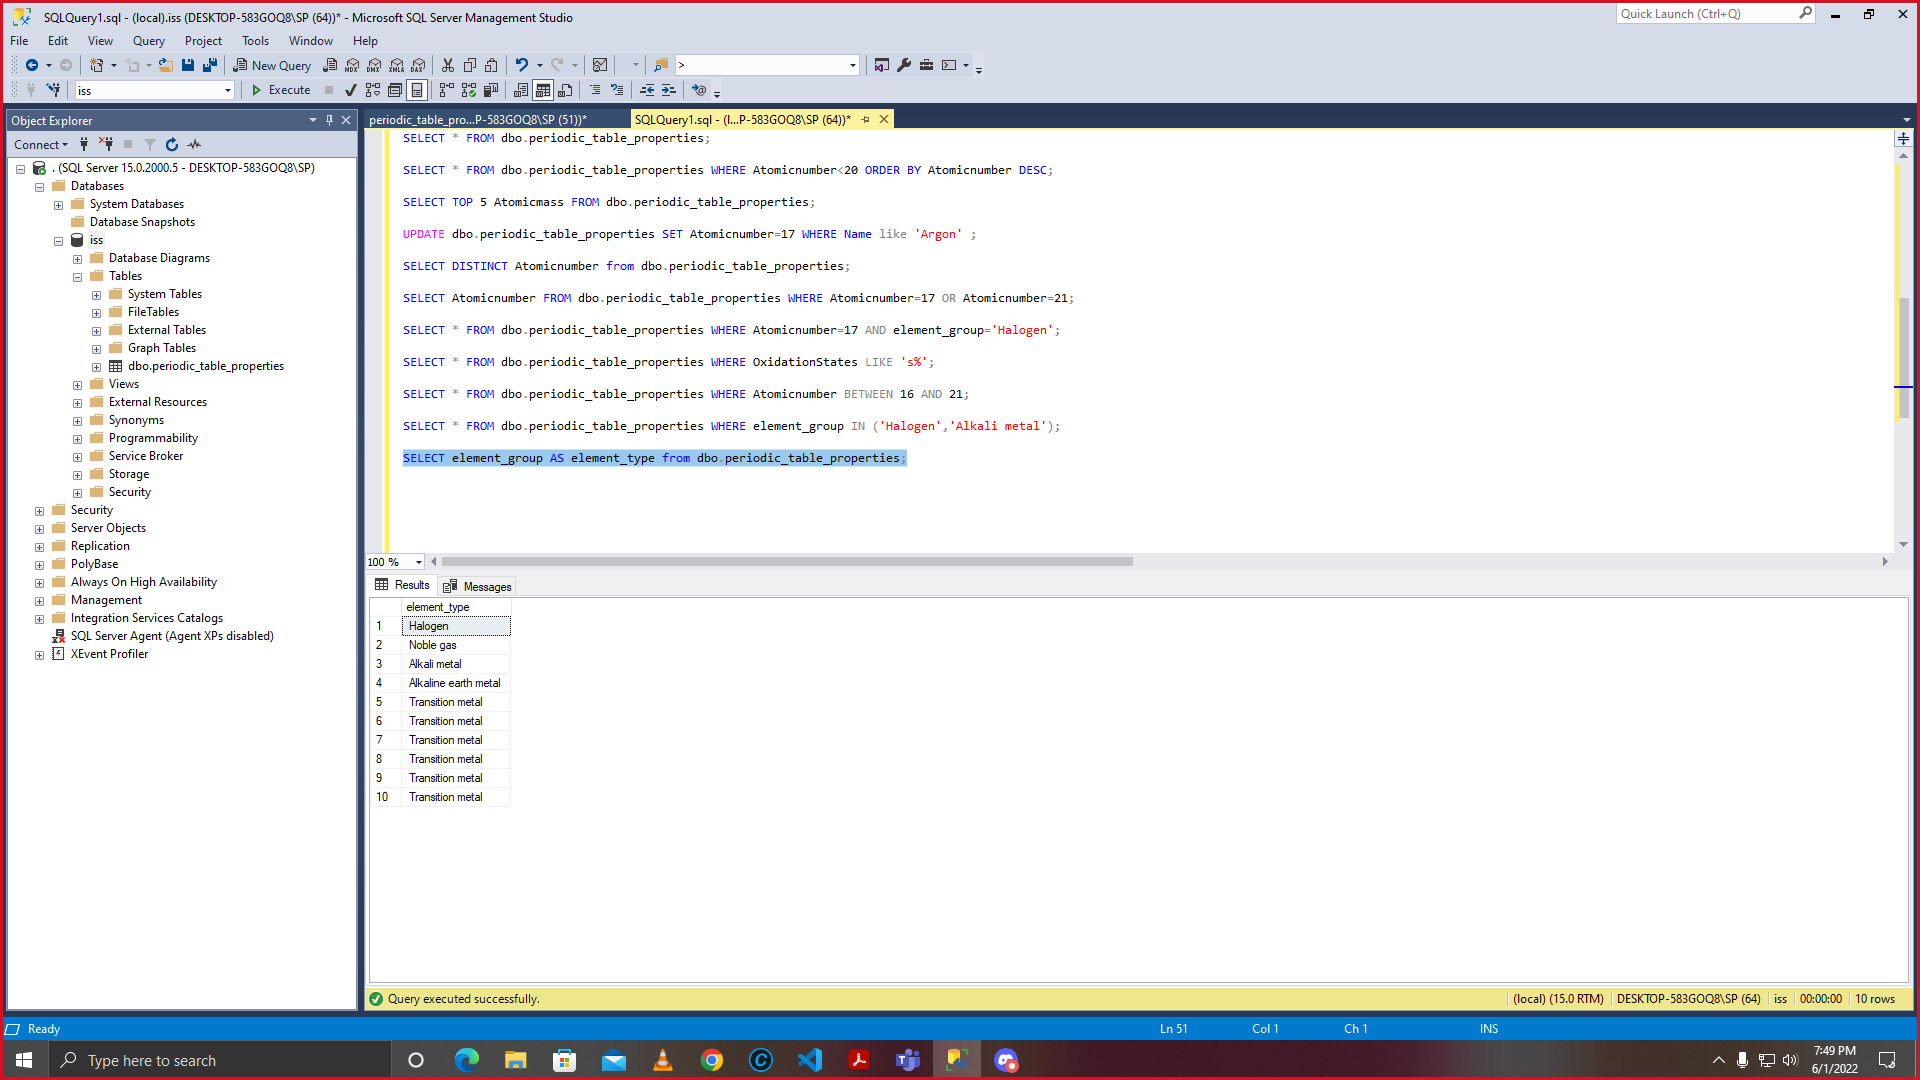 SQLQuery1.sql - (local).iss (DESKTOP-583GOQ8\SP (64))* - Microsoft SQL Server Management Studio
Quick Launch (Ctrl+Q)
File Edit View Query Project Tools Window Help
New Query MDX DMX XMLA DAX >
iss Execute
Object Explorer
Connect
. (SQL Server 15.0.2000.5 - DESKTOP-583GOQ8\SP)
Databases
System Databases
Database Snapshots
iss
Database Diagrams
Tables
System Tables
FileTables
External Tables
Graph Tables
dbo.periodic_table_properties
Views
External Resources
Synonyms
Programmability
Service Broker
Storage
Security
Security
Server Objects
Replication
PolyBase
Always On High Availability
Management
Integration Services Catalogs
SQL Server Agent (Agent XPs disabled)
XEvent Profiler
periodic_table_pro...P-583GOQ8\SP (51))*
SQLQuery1.sql - (l...P-583GOQ8\SP (64))*
SELECT * FROM dbo.periodic_table_properties;
SELECT * FROM dbo.periodic_table_properties WHERE Atomicnumber<20 ORDER BY Atomicnumber DESC;
SELECT TOP 5 Atomicmass FROM dbo.periodic_table_properties;
UPDATE dbo.periodic_table_properties SET Atomicnumber=17 WHERE Name like 'Argon' ;
SELECT DISTINCT Atomicnumber from dbo.periodic_table_properties;
SELECT Atomicnumber FROM dbo.periodic_table_properties WHERE Atomicnumber=17 OR Atomicnumber=21;
SELECT * FROM dbo.periodic_table_properties WHERE Atomicnumber=17 AND element_group='Halogen';
SELECT * FROM dbo.periodic_table_properties WHERE OxidationStates LIKE 's%';
SELECT * FROM dbo.periodic_table_properties WHERE Atomicnumber BETWEEN 16 AND 21;
SELECT * FROM dbo.periodic_table_properties WHERE element_group IN ('Halogen','Alkali metal');
SELECT element_group AS element_type from dbo.periodic_table_properties;
100 %
Results Messages
element_type
1 Halogen
2 Noble gas
3 Alkali metal
4 Alkaline earth metal
5 Transition metal
6 Transition metal
7 Transition metal
8 Transition metal
9 Transition metal
10 Transition metal
Query executed successfully.
(local) (15.0 RTM) DESKTOP-583GOQ8\SP (64) iss 00:00:00 10 rows
Ready Ln 51 Col 1 Ch 1 INS
Type here to search
7:49 PM
6/1/2022